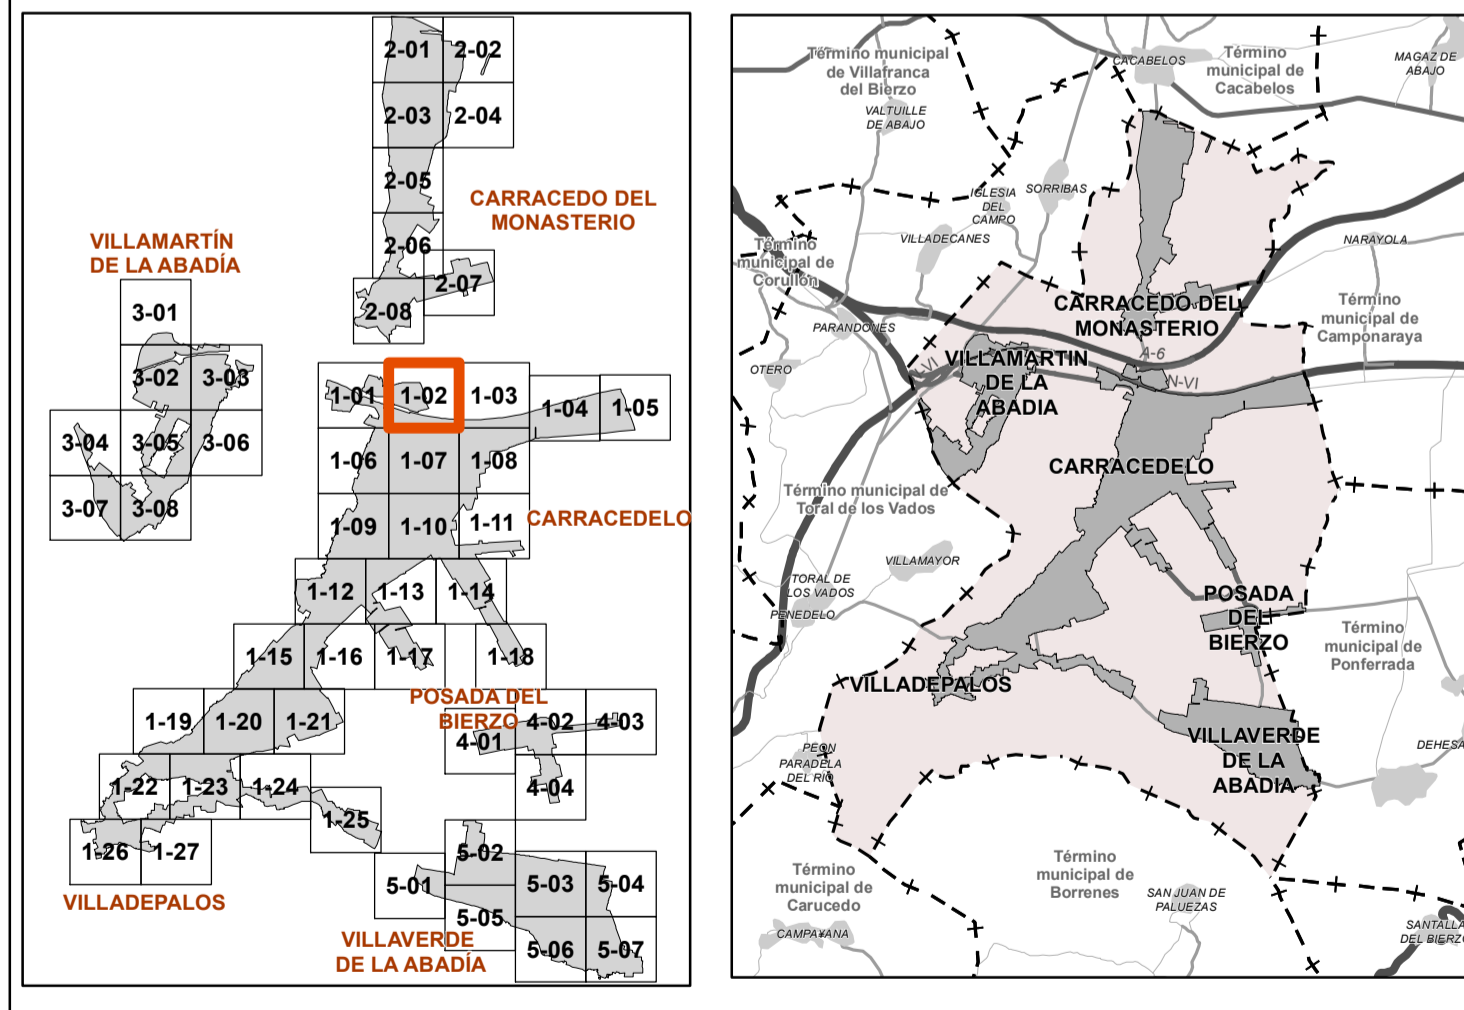 2-01
2-02
2-03
2-04
2-05
CARRACEDO DEL
MONASTERIO
2-06
2-07
2-08
VILLAMARTÍN
DE LA ABADÍA
3-01
3-02
3-03
3-04
3-05
3-06
3-07
3-08
1-01
1-02
1-03
1-04
1-05
1-06
1-07
1-08
1-09
1-10
1-11
CARRACEDELO
1-12
1-13
1-14
1-15
1-16
1-17
1-18
1-19
1-20
1-21
POSADA DEL
BIERZO
4-01
4-02
4-03
4-04
1-22
1-23
1-24
1-25
1-26
1-27
VILLADEPALOS
5-01
5-02
5-03
5-04
5-05
5-06
5-07
VILLAVERDE
DE LA ABADÍA
Término municipal
de Villafranca
del Bierzo
CACABELOS
Término
municipal de
Cacabelos
MAGAZ DE
ABAJO
VALTUILLE
DE ABAJO
IGLESIA
DEL
CAMPO
SORRIBAS
VILLADECANES
NARAYOLA
Término
municipal de
Corullón
CARRACEDO DEL
MONASTERIO
Término
municipal de
Camponaraya
PARANDONES
A-6
OTERO
N-VI
VILLAMARTIN
DE LA
ABADIA
N-VI
CARRACEDELO
Término municipal de
Toral de los Vados
VILLAMAYOR
TORAL DE
LOS VADOS
PENEDELO
POSADA
DEL
BIERZO
Término
municipal de
Ponferrada
VILLADEPALOS
VILLAVERDE
DE LA
ABADIA
PEON
PARADELA
DEL RIO
DEHESA
Término
municipal de
Carucedo
Término
municipal de
Borrenes
SAN JUAN DE
PALUEZAS
CAMPA¥ANA
SANTALLA
DEL BIERZO